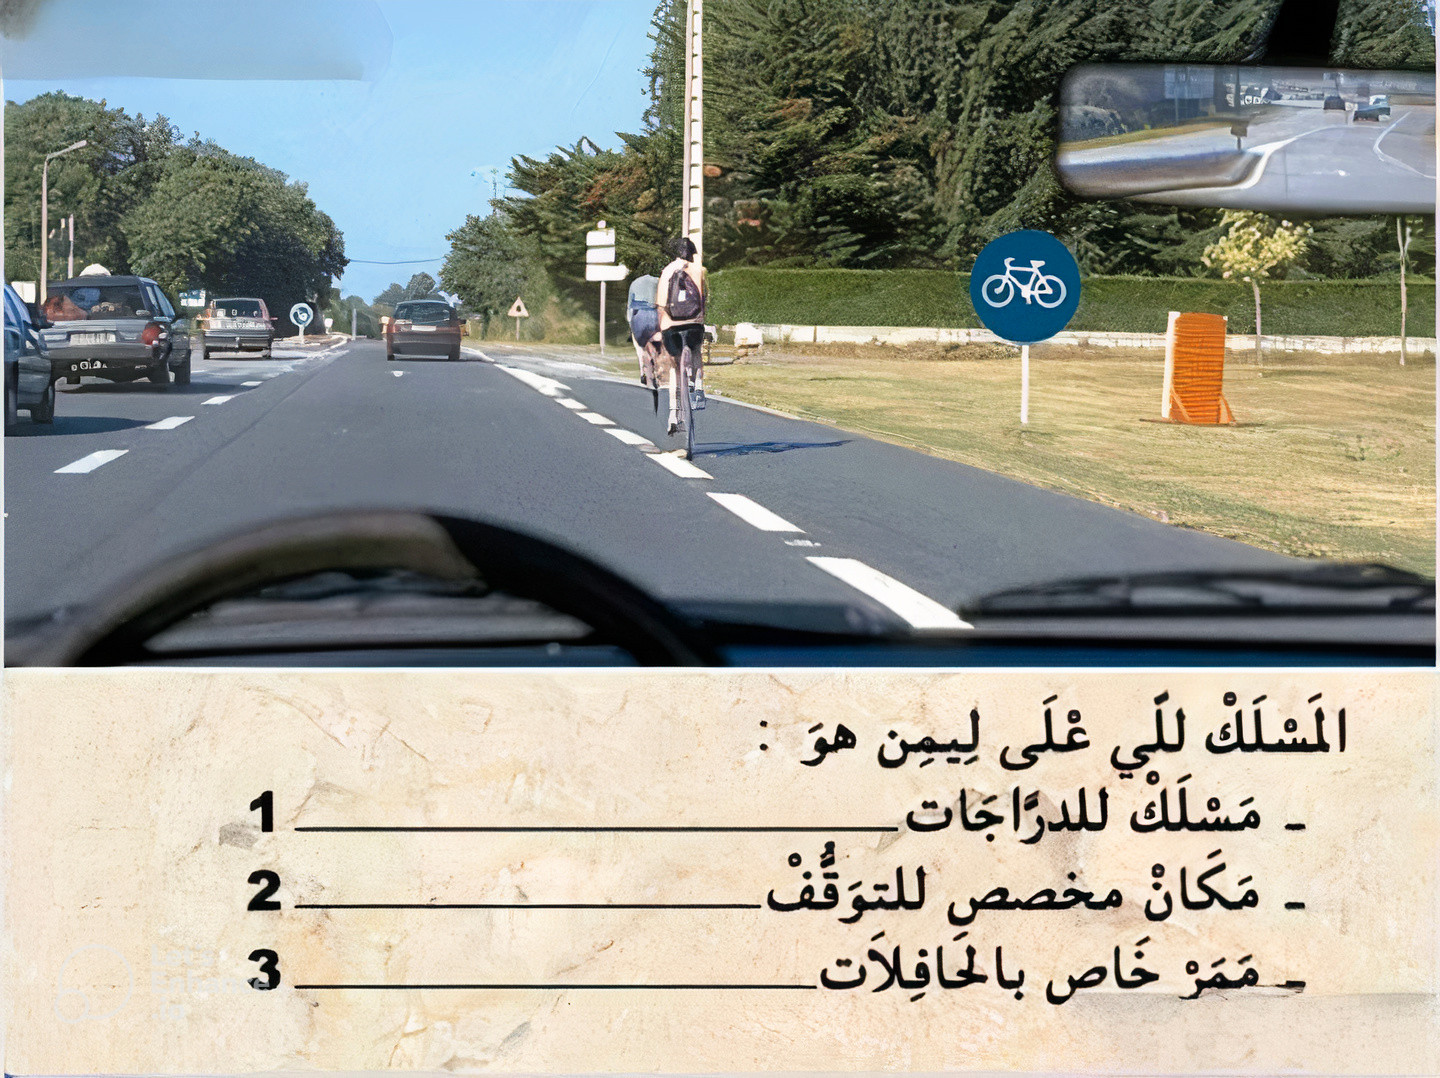 المَسْلَكْ للّي عْلَى لِيمِن هوَ :
ـ مَسْلَكْ للدرَّاجَات 1
ـ مَكَانْ مخصص للتوَقُّفْ 2
ـ مَمَرْ خَاص بالحَافِلاَت 3